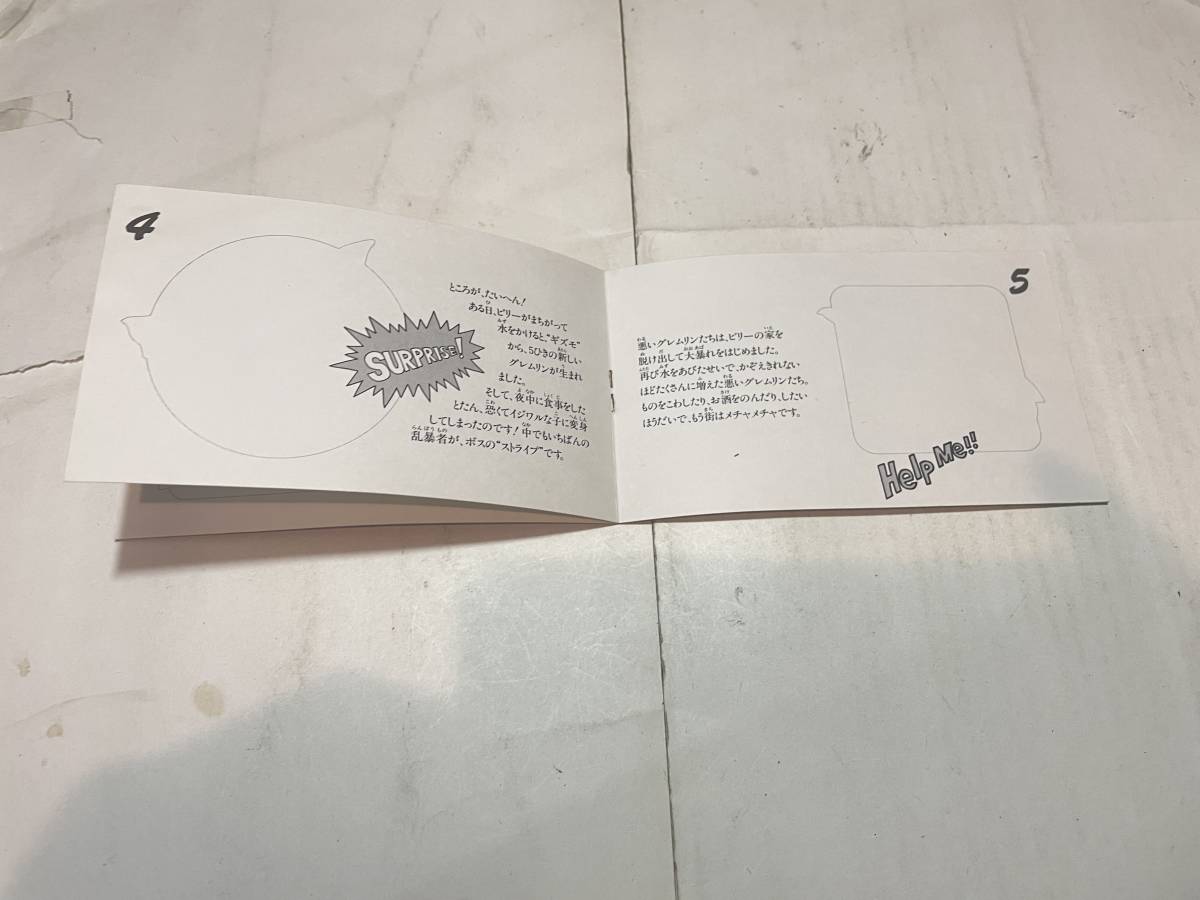 4
ところが、たいへん!
ある日、ビリーがまちがって
水をかけると、“ギズモ”
から、5ひきの新しい
グレムリンが生まれ
ました。
そして、夜中に食事をした
とたん、恐くてイジワルな子に変身
してしまったのです!中でもいちばんの
乱暴者が、ボスの“ストライプ”です。
SURPRISE!
5
悪いグレムリンたちは、ビリーの家を
脱け出して大暴れをはじめました。
再び水をあびたせいで、かぞえきれない
ほどたくさんに増えた悪いグレムリンたち。
ものをこわしたり、お酒をのんだり、したい
ほうだいで、もう街はメチャメチャです。
Help Me!!